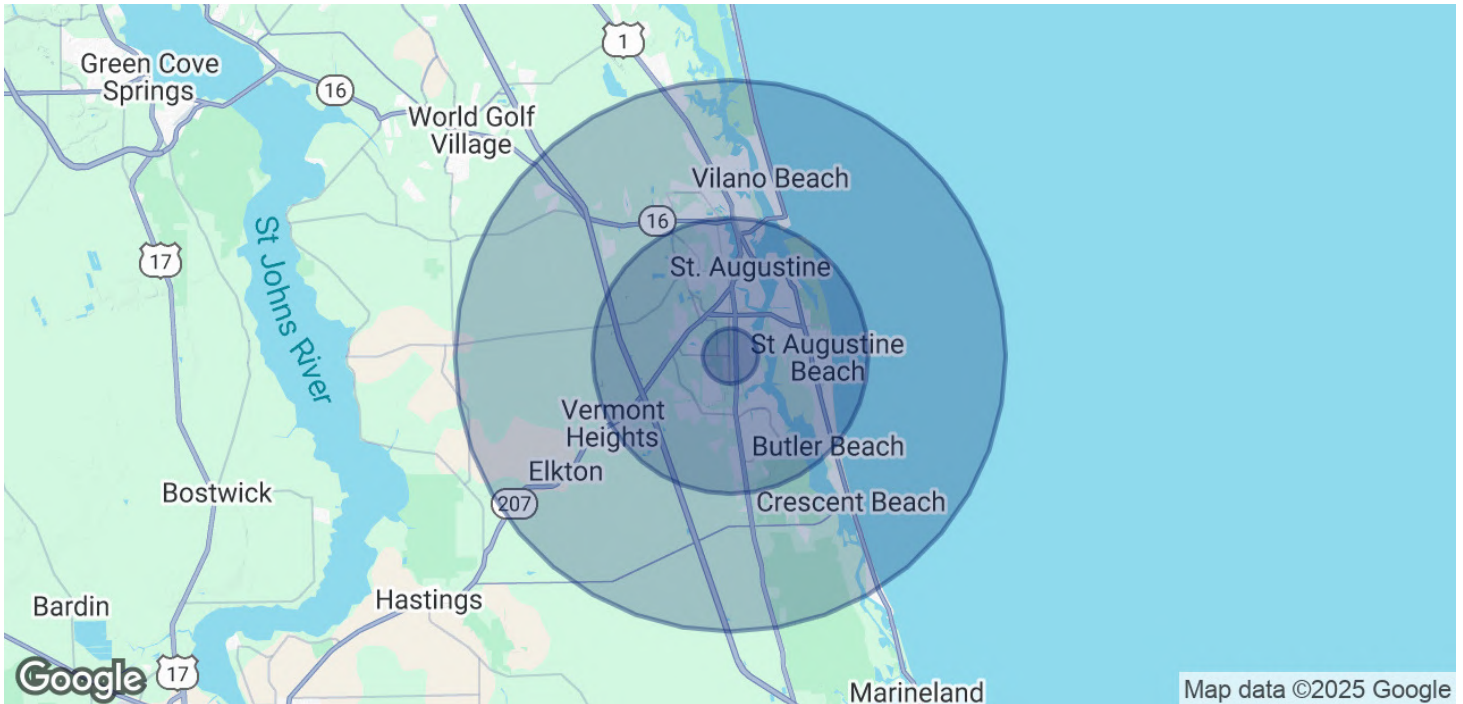 1
Green Cove
Springs
16
World Golf
Village
Vilano Beach
16
17
St Johns River
St. Augustine
St Augustine
Beach
Vermont
Heights
Butler Beach
Elkton
Bostwick
207
Crescent Beach
Hastings
Bardin
17
Google
Marineland
Map data ©2025 Google